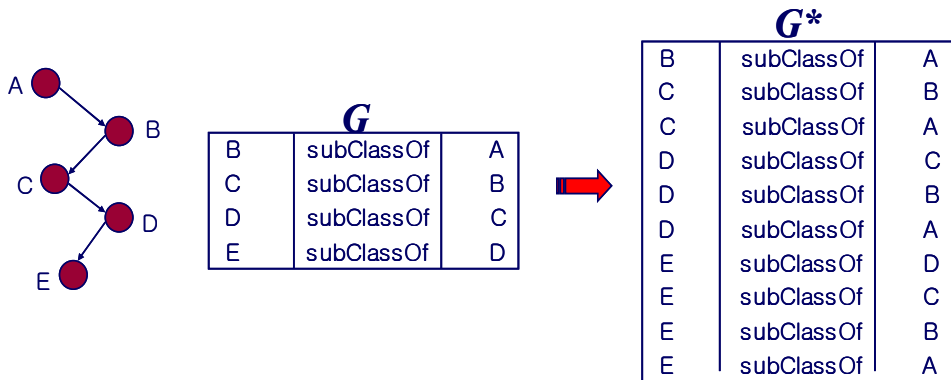 A
B
C
D
E
G
B subClassOf A
C subClassOf B
D subClassOf C
E subClassOf D
G*
B subClassOf A
C subClassOf B
C subClassOf A
D subClassOf C
D subClassOf B
D subClassOf A
E subClassOf D
E subClassOf C
E subClassOf B
E subClassOf A